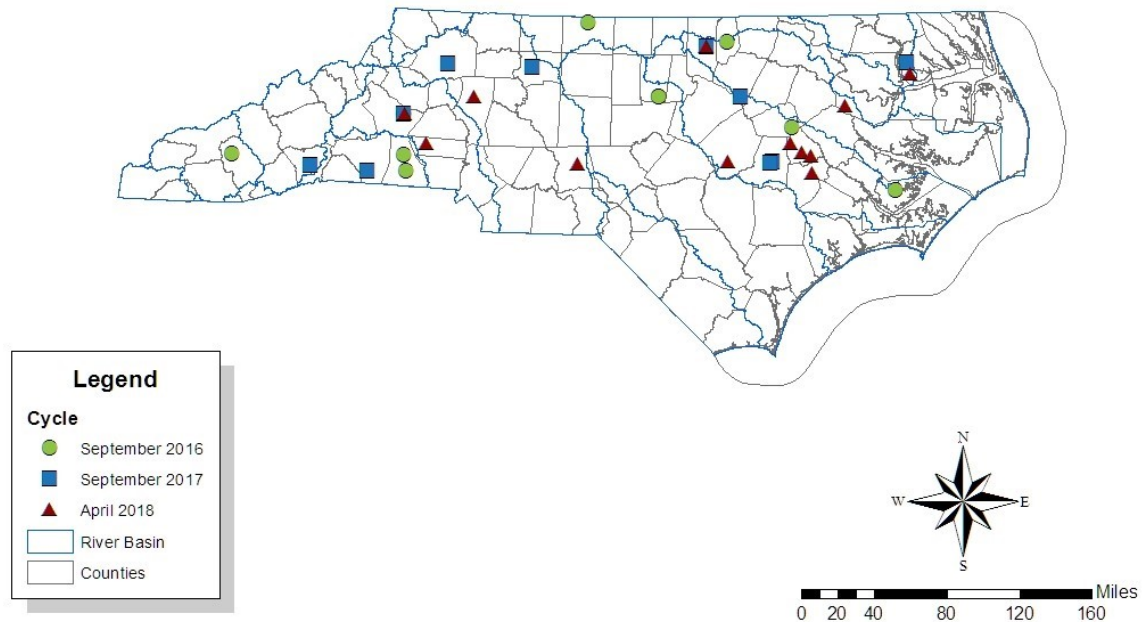 Legend
Cycle
September 2016
September 2017
April 2018
River Basin
Counties
N
W E
S
Miles
0 20 40 80 120 160